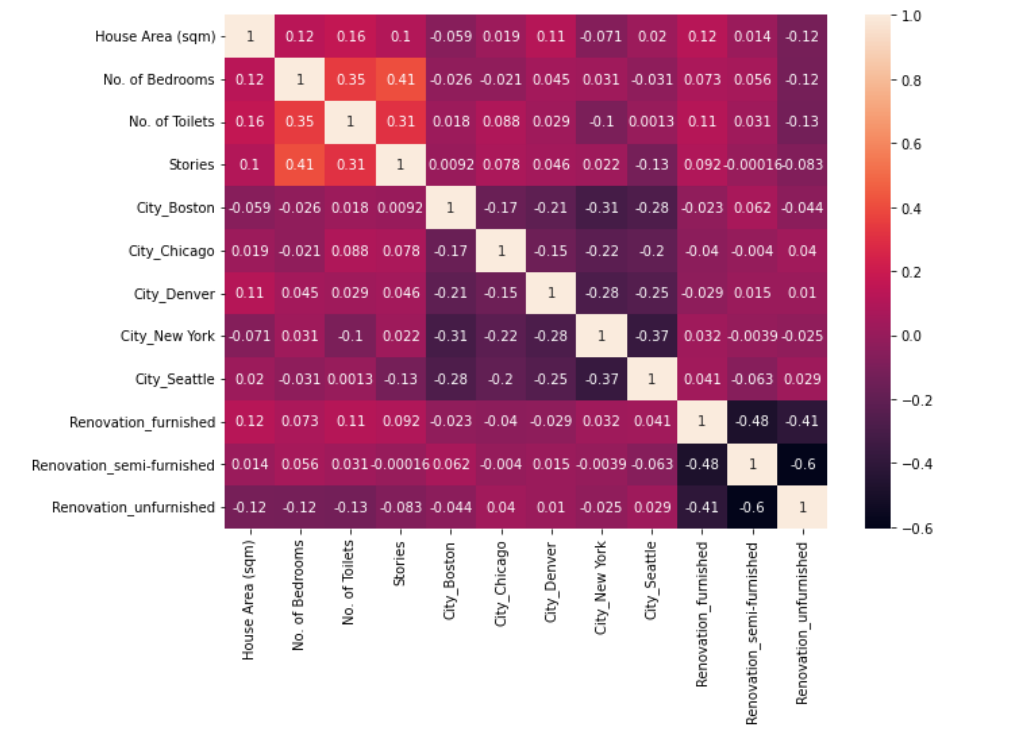 House Area (sqm) 1 0.12 0.16 0.1 -0.059 0.019 0.11 -0.071 0.02 0.12 0.014 -0.12
No. of Bedrooms 0.12 1 0.35 0.41 -0.026 -0.021 0.045 0.031 -0.031 0.073 0.056 -0.12
No. of Toilets 0.16 0.35 1 0.31 0.018 0.088 0.029 -0.1 0.0013 0.11 0.031 -0.13
Stories 0.1 0.41 0.31 1 0.0092 0.078 0.046 0.022 -0.13 0.092 -0.00016 -0.083
City_Boston -0.059 -0.026 0.018 0.0092 1 -0.17 -0.21 -0.31 -0.28 -0.023 0.062 -0.044
City_Chicago 0.019 -0.021 0.088 0.078 -0.17 1 -0.15 -0.22 -0.2 -0.04 -0.004 0.04
City_Denver 0.11 0.045 0.029 0.046 -0.21 -0.15 1 -0.28 -0.25 -0.029 0.015 0.01
City_New York -0.071 0.031 -0.1 0.022 -0.31 -0.22 -0.28 1 -0.37 0.032 -0.0039 -0.025
City_Seattle 0.02 -0.031 0.0013 -0.13 -0.28 -0.2 -0.25 -0.37 1 0.041 -0.063 0.029
Renovation_furnished 0.12 0.073 0.11 0.092 -0.023 -0.04 -0.029 0.032 0.041 1 -0.48 -0.41
Renovation_semi-furnished 0.014 0.056 0.031 -0.00016 0.062 -0.004 0.015 -0.0039 -0.063 -0.48 1 -0.6
Renovation_unfurnished -0.12 -0.12 -0.13 -0.083 -0.044 0.04 0.01 -0.025 0.029 -0.41 -0.6 1
House Area (sqm)
No. of Bedrooms
No. of Toilets
Stories
City_Boston
City_Chicago
City_Denver
City_New York
City_Seattle
Renovation_furnished
Renovation_semi-furnished
Renovation_unfurnished
1.0
0.8
0.6
0.4
0.2
0.0
−0.2
−0.4
−0.6